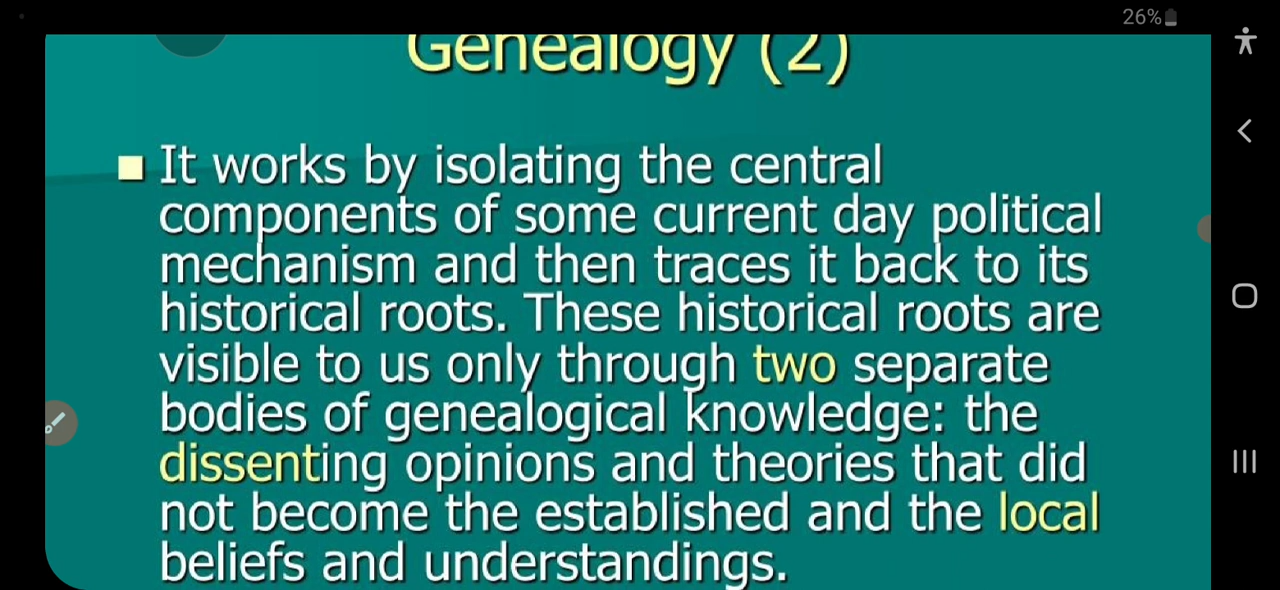 26%
Genealogy (2)
It works by isolating the central
components of some current day political
mechanism and then traces it back to its
historical roots. These historical roots are
visible to us only through two separate
bodies of genealogical knowledge: the
dissenting opinions and theories that did
not become the established and the local
beliefs and understandings.